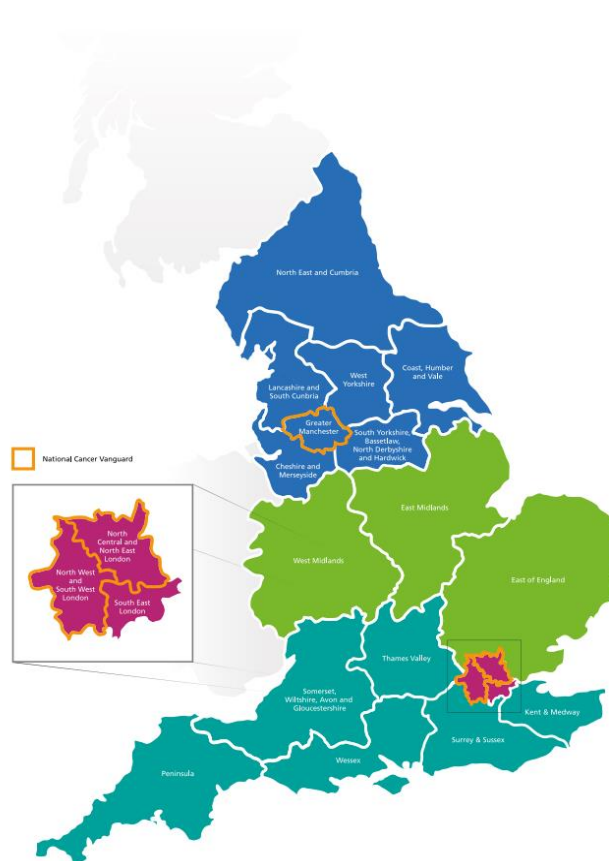 North East and Cumbria
Lancashire and
South Cunbria
West
Yorkshire
Coast, Humber
and Vale
Greater
Manchester
South Yorkshire,
Bassetlaw,
North Derbyshire
and Hardwick
Cheshire and
Merseyside
National Cancer Vanguard
North
Central and
North East
London
North West
and
South West
London
South East
London
East Midlands
West Midlands
East of England
Thames Valley
Somerset,
Wiltshire, Avon and
Gloucestershire
Kent & Medway
Surrey & Sussex
Wessex
Peninsula